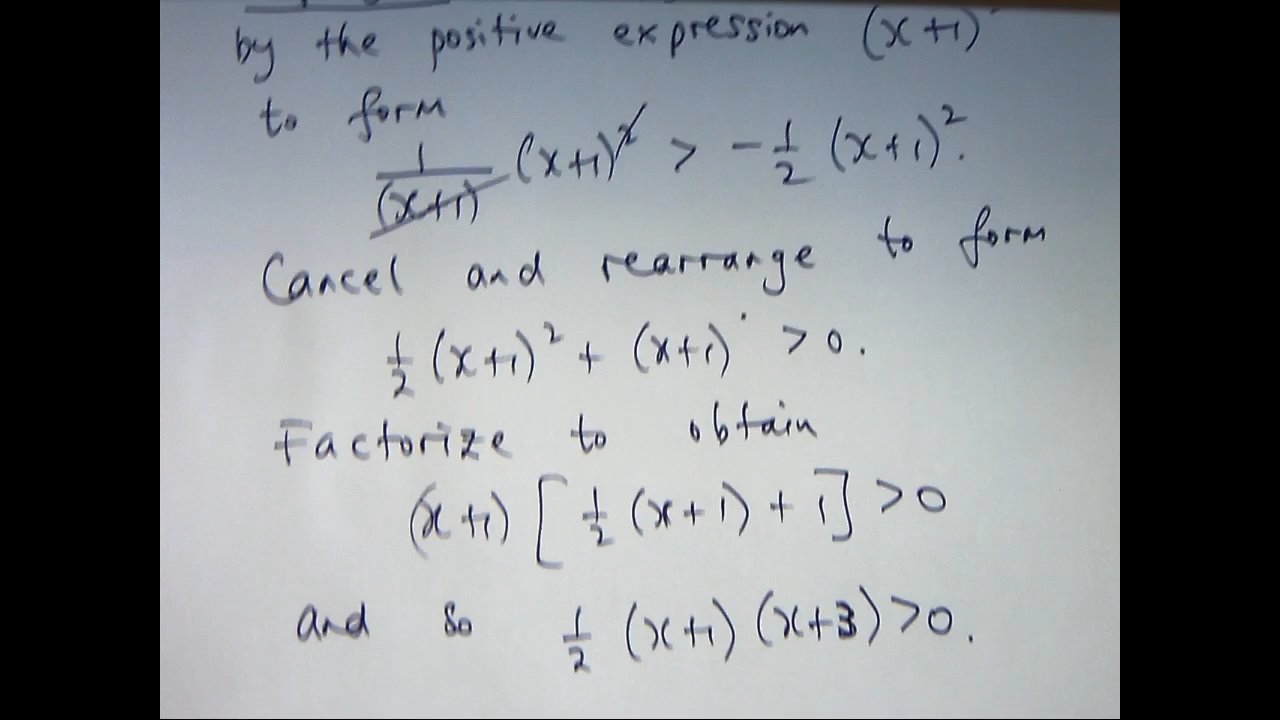 by the positive expression (x+1)
to form
1/(x+1) (x+1)² > -1/2 (x+1)².
Cancel and rearrange to form
1/2 (x+1)² + (x+1) > 0.
Factorize to obtain
(x+1) [1/2 (x+1) + 1] > 0
and so 1/2 (x+1) (x+3) > 0.